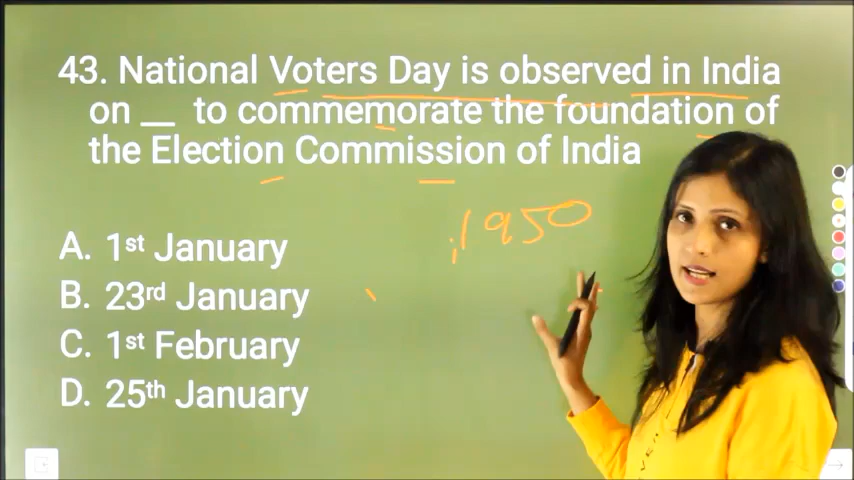 43. National Voters Day is observed in India
on __ to commemorate the foundation of
the Election Commission of India
1950
A. 1st January
B. 23rd January
C. 1st February
D. 25th January